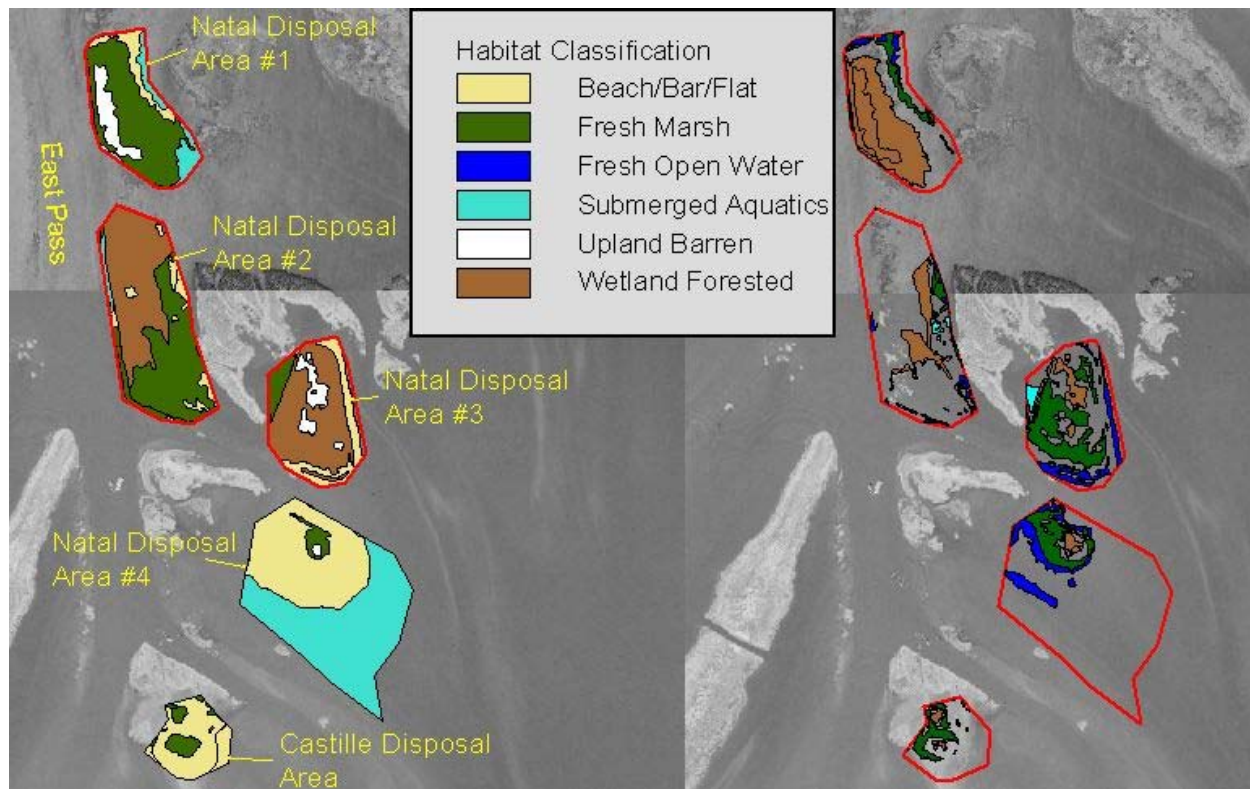 Natal Disposal
Area #1
Habitat Classification
Beach/Bar/Flat
Fresh Marsh
Fresh Open Water
Submerged Aquatics
Upland Barren
Wetland Forested
East Pass
Natal Disposal
Area #2
Natal Disposal
Area #3
Natal Disposal
Area #4
Castille Disposal
Area